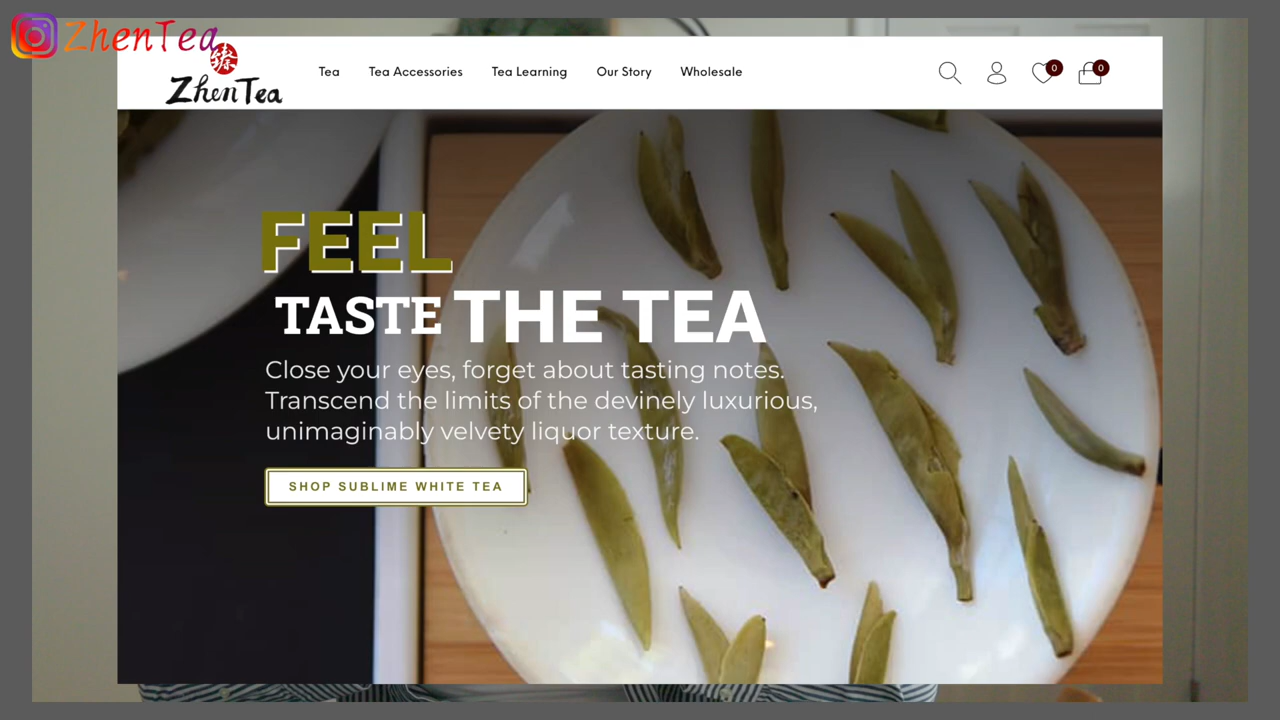 ZhenTea
臻
ZhenTea
Tea Tea Accessories Tea Learning Our Story Wholesale
0 0
FEEL
TASTE THE TEA
Close your eyes, forget about tasting notes.
Transcend the limits of the devinely luxurious,
unimaginably velvety liquor texture.
SHOP SUBLIME WHITE TEA